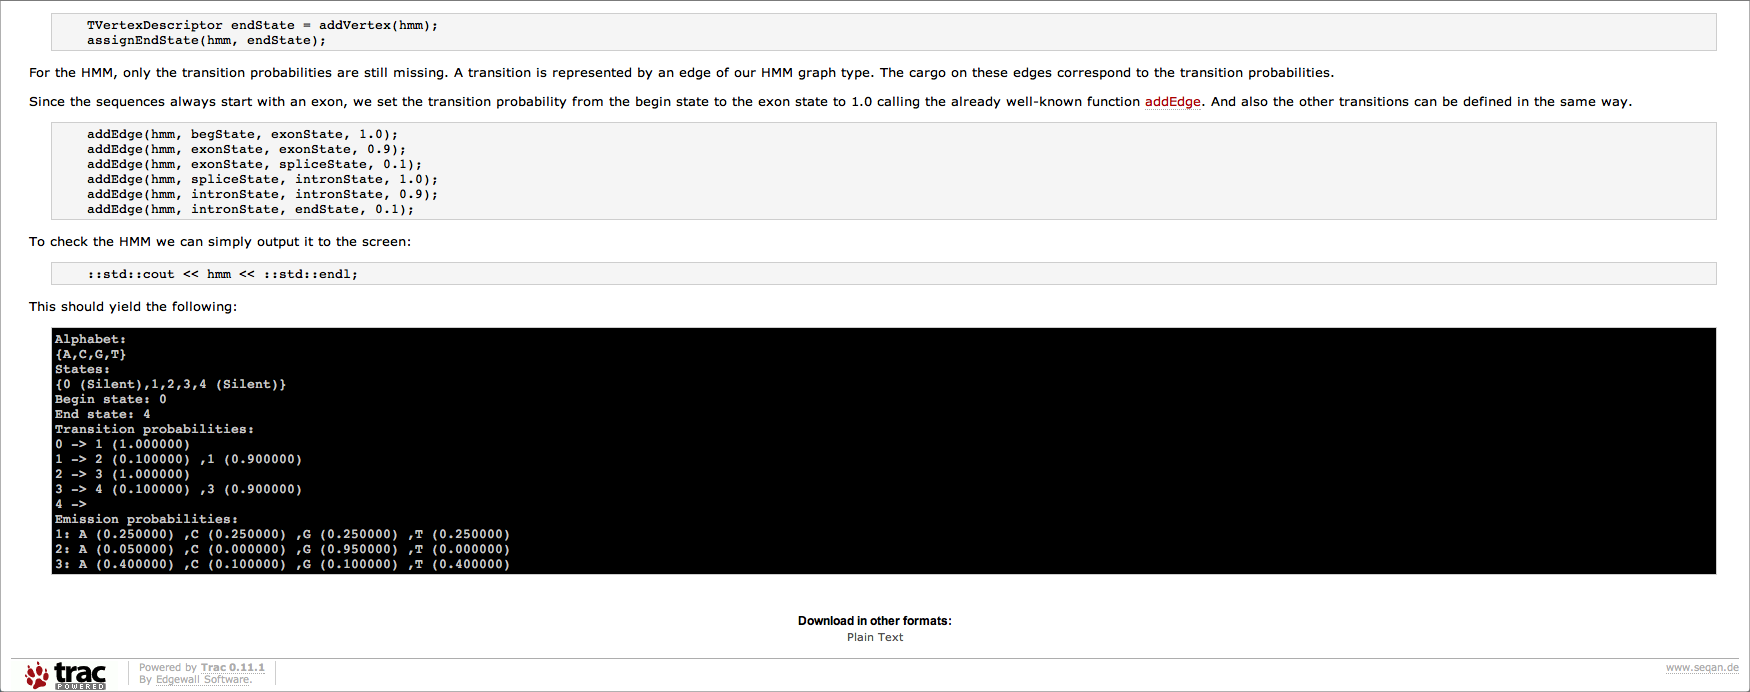 TVertexDescriptor endState = addVertex(hmm);
assignEndState(hmm, endState);
For the HMM, only the transition probabilities are still missing. A transition is represented by an edge of our HMM graph type. The cargo on these edges correspond to the transition probabilities.
Since the sequences always start with an exon, we set the transition probability from the begin state to the exon state to 1.0 calling the already well-known function addEdge. And also the other transitions can be defined in the same way.
addEdge(hmm, begState, exonState, 1.0);
addEdge(hmm, exonState, exonState, 0.9);
addEdge(hmm, exonState, spliceState, 0.1);
addEdge(hmm, spliceState, intronState, 1.0);
addEdge(hmm, intronState, intronState, 0.9);
addEdge(hmm, intronState, endState, 0.1);
To check the HMM we can simply output it to the screen:
::std::cout << hmm << ::std::endl;
This should yield the following:
Alphabet:
{A,C,G,T}
States:
{0 (Silent),1,2,3,4 (Silent)}
Begin state: 0
End state: 4
Transition probabilities:
0 -> 1 (1.000000)
1 -> 2 (0.100000) ,1 (0.900000)
2 -> 3 (1.000000)
3 -> 4 (0.100000) ,3 (0.900000)
4 ->
Emission probabilities:
1: A (0.250000) ,C (0.250000) ,G (0.250000) ,T (0.250000)
2: A (0.050000) ,C (0.000000) ,G (0.950000) ,T (0.000000)
3: A (0.400000) ,C (0.100000) ,G (0.100000) ,T (0.400000)
Download in other formats:
Plain Text
trac
POWERED
Powered by Trac 0.11.1
By Edgewall Software.
www.seqan.de